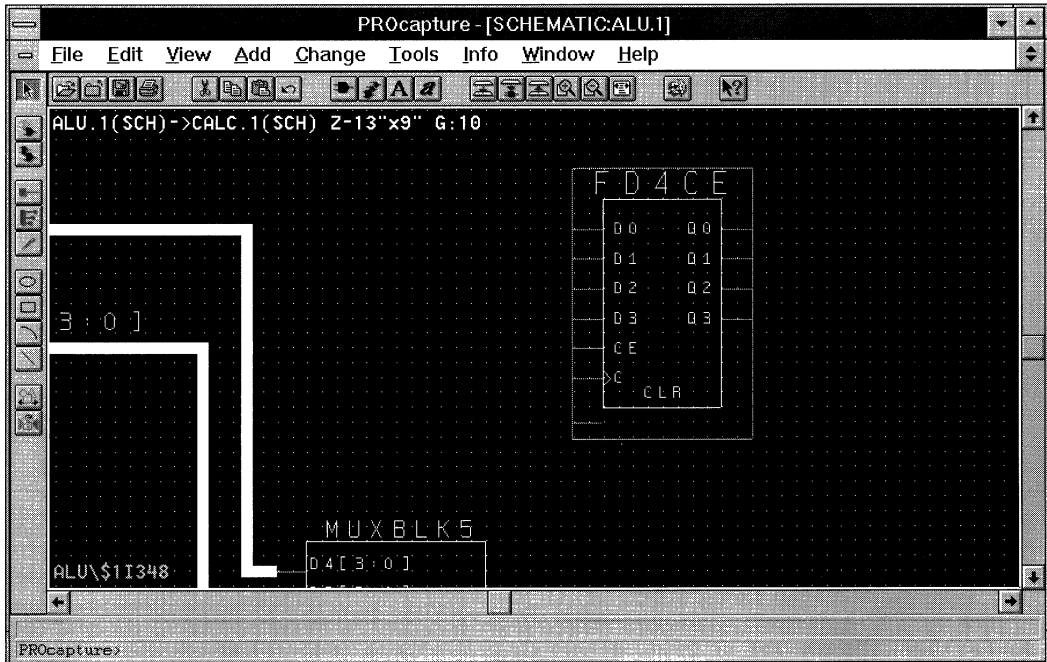 PROcapture - [SCHEMATIC:ALU.1]
File Edit View Add Change Tools Info Window Help
A a ?
ALU.1(SCH)->CALC.1(SCH) Z-13"x9" G:10
FD4CE
D0 Q0
D1 Q1
D2 Q2
D3 Q3
CE
C
CLR
3:0]
MUXBLK5
D4[3:0]
ALU\$1I348
PROcapture>